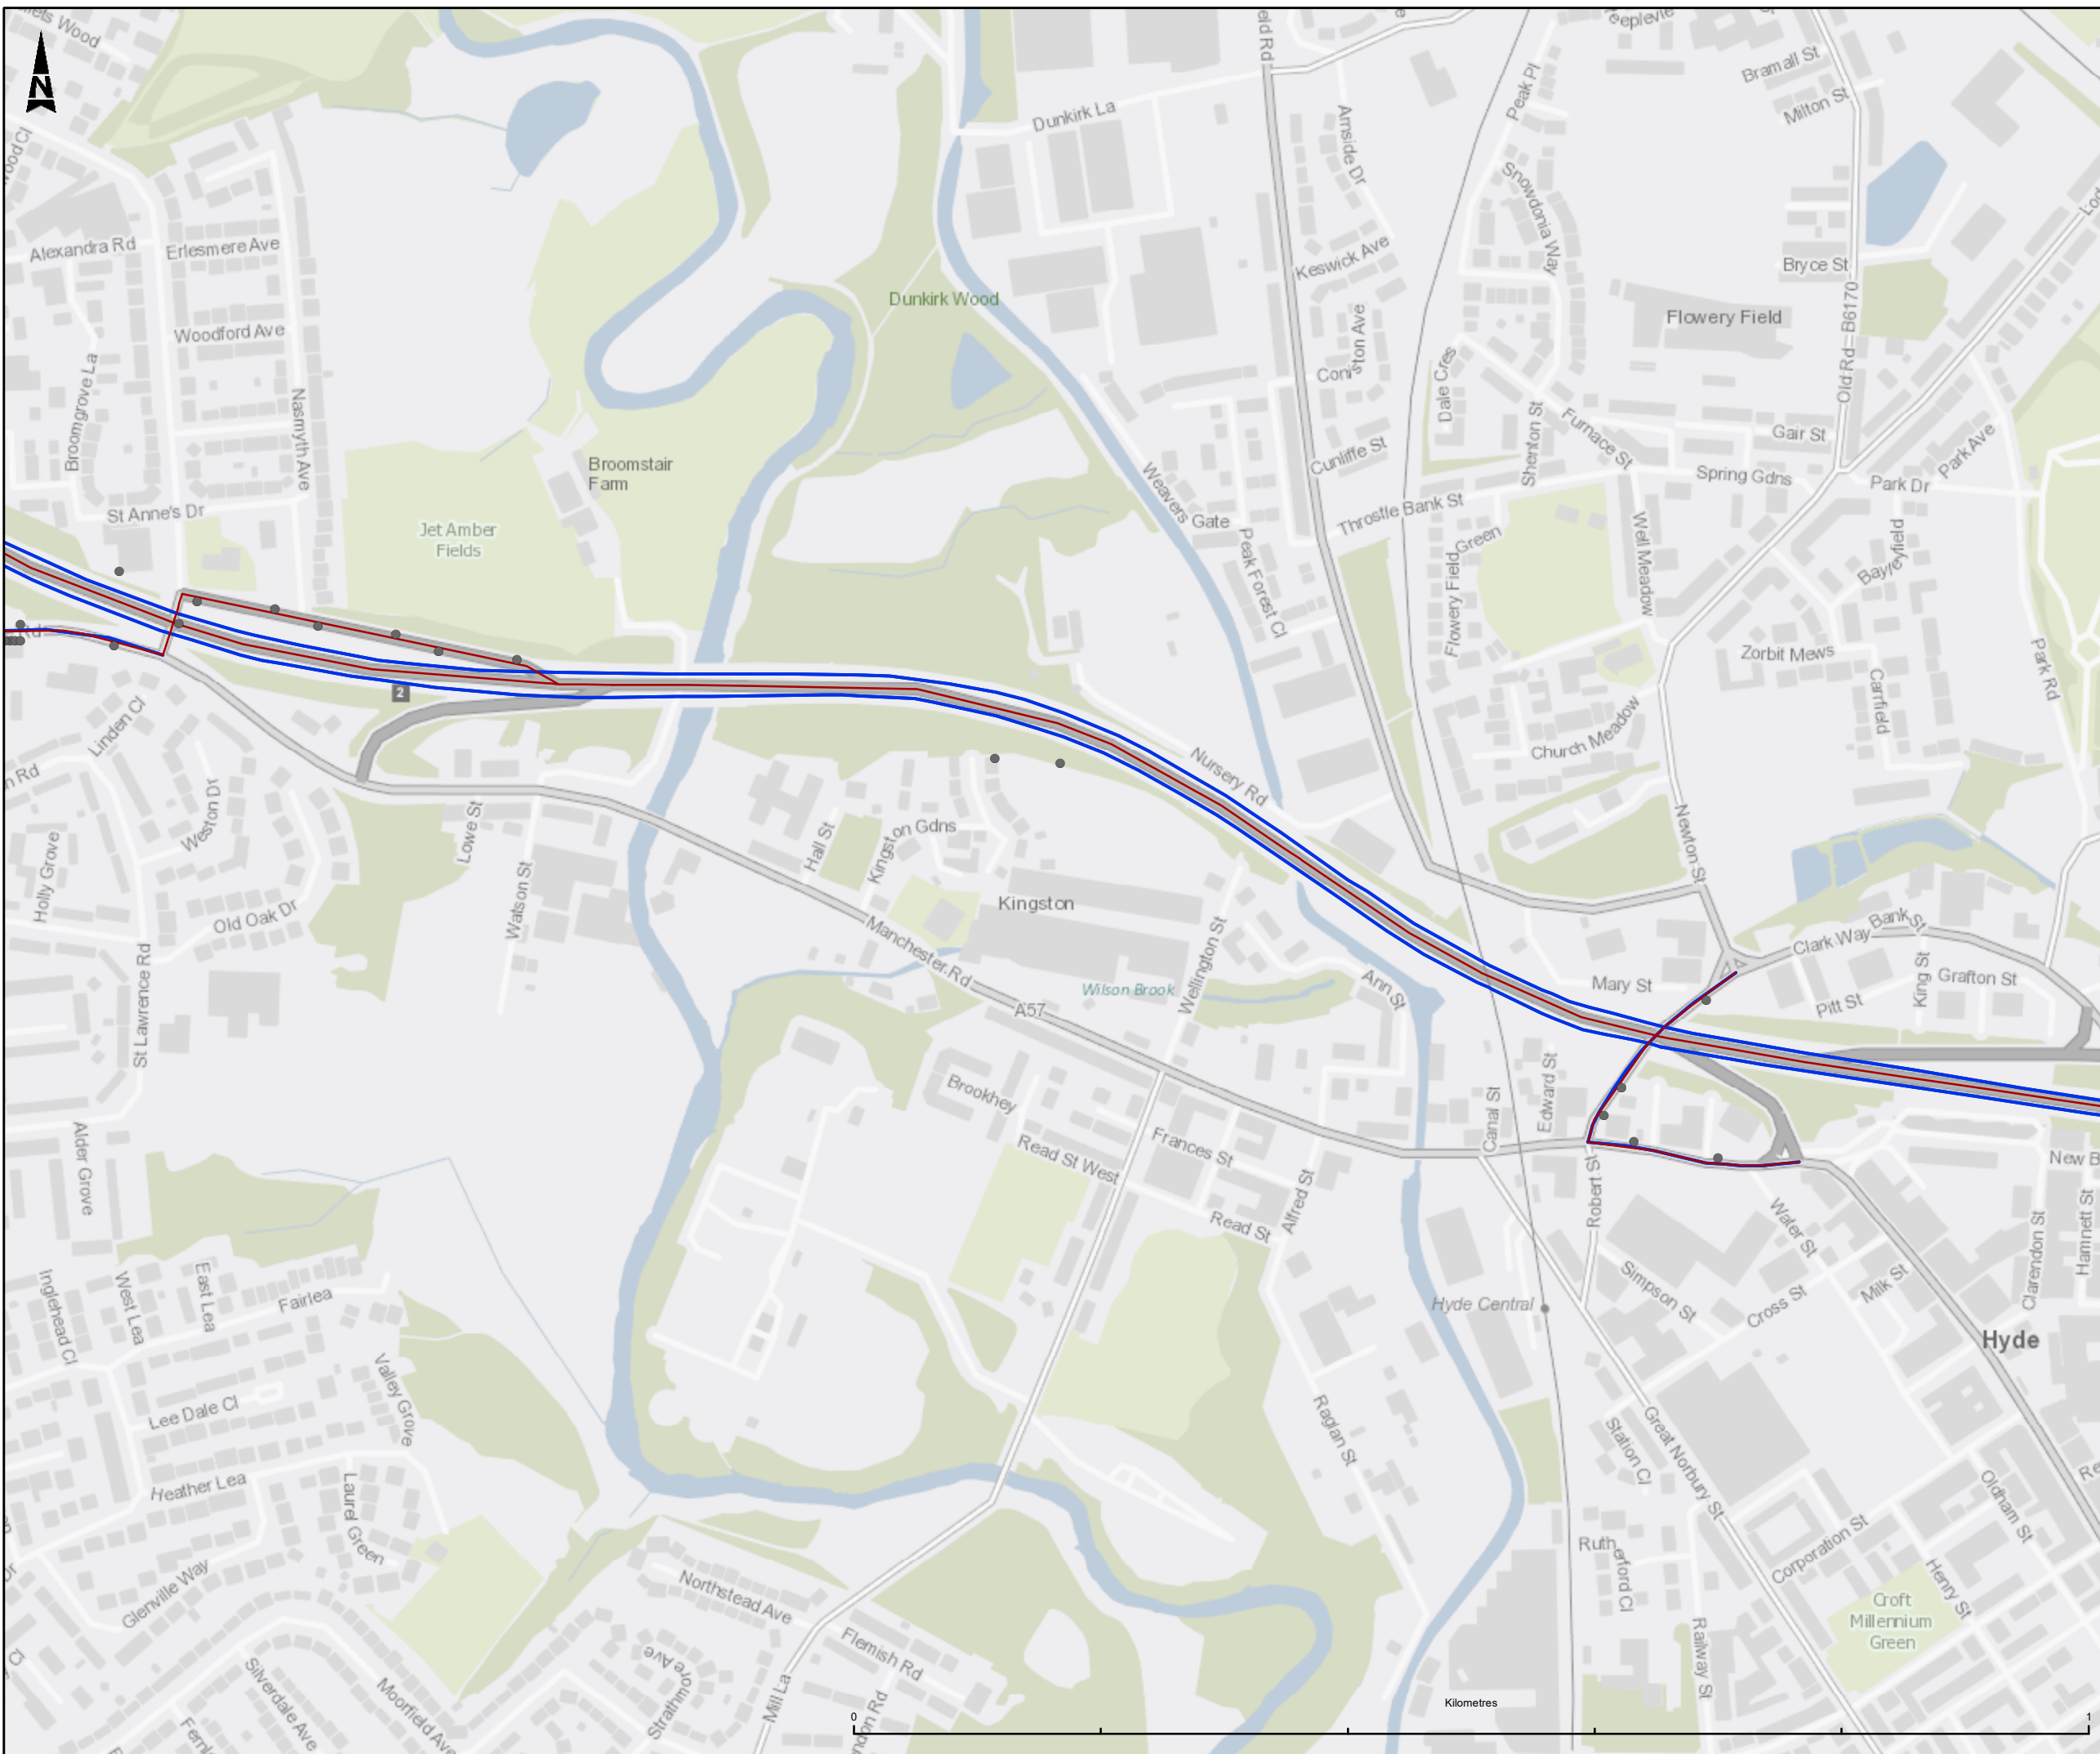 N
Wood
Peak Pl
Bramall St
Milton St
Dunkirk La
Arnside Dr
Snowdonia Way
Alexandra Rd
Erlesmere Ave
Keswick Ave
Bryce St
Dunkirk Wood
Flowery Field
Old Rd B6170
Woodford Ave
Coniston Ave
Broomgrove La
Nasmyth Ave
Dale Cres
Shenton St
Furnace St
Gair St
Park Ave
Cunliffe St
Spring Gdns
Park Dr
Broomstair
Farm
Weavers Gate
Throstle Bank St
St Anne's Dr
Jet Amber
Fields
Flowery Field Green
Well Meadow
Bayleyfield
Peak Forest Cl
Rd
Zorbit Mews
Park Rd
Carrfield
2
Linden Cl
Church Meadow
Nursery Rd
Weston Dr
Lowe St
Hall St
Kingston Gdns
Newton St
Holly Grove
Old Oak Dr
Watson St
Kingston
Manchester Rd
Wellington St
Clark Way
Bank St
St Lawrence Rd
Wilson Brook
Ann St
Mary St
Pitt St
King St
Grafton St
A57
Brookhey
Frances St
Canal St
Edward St
Read St West
Alder Grove
Read St
Alfred St
Robert St
Water St
Clarendon St
Hamnett St
Inglehead Cl
West Lea
East Lea
Fairlea
Simpson St
Cross St
Milk St
Hyde Central
Hyde
Lee Dale Cl
Valley Grove
Raglan St
Station Cl
Great Norbury St
Heather Lea
Laurel Green
Oldham St
Corporation St
Rutherford Cl
Glenville Way
Northstead Ave
Henry St
Croft
Millennium
Green
Flemish Rd
Strathmore Ave
Railway St
Silverdale Ave
Moorfield Ave
Mill La
Kilometres
0
1